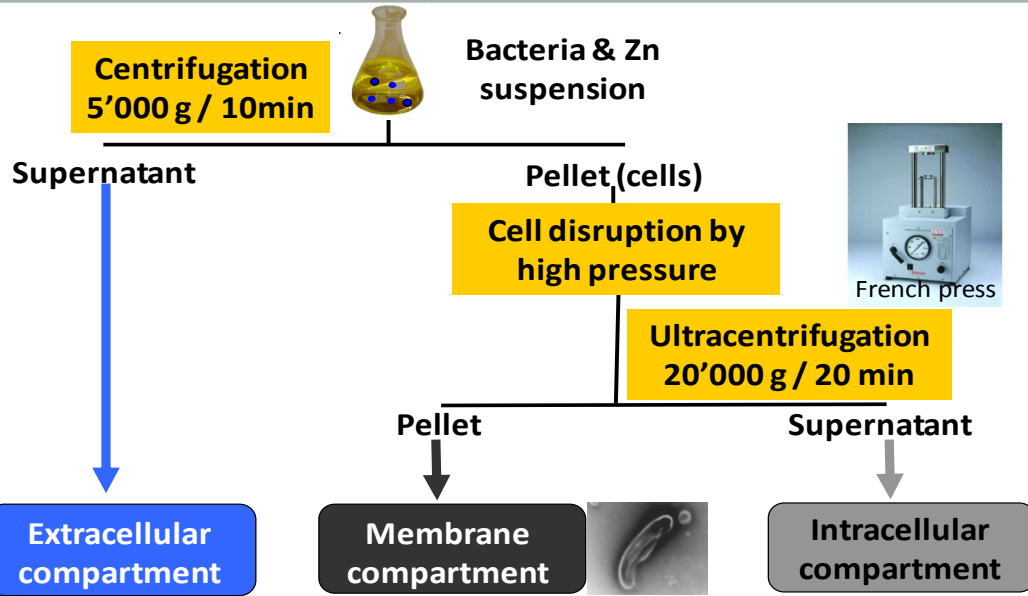 Centrifugation
5’000 g / 10min
Bacteria & Zn
suspension
Supernatant
Pellet (cells)
Cell disruption by
high pressure
French press
Ultracentrifugation
20’000 g / 20 min
Pellet
Supernatant
Extracellular
compartment
Membrane
compartment
Intracellular
compartment